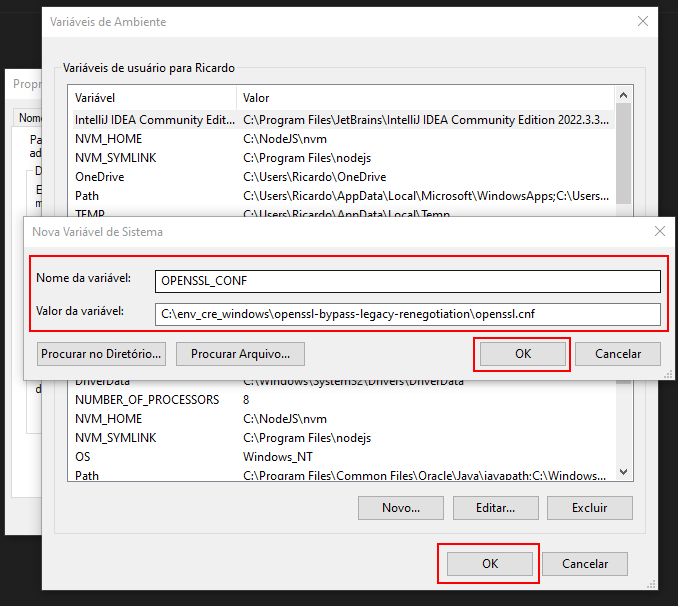 Variáveis de Ambiente
Variáveis de usuário para Ricardo
Propr
Nome
Pa
ad
D
E
m
Variável Valor
IntelliJ IDEA Community Edit... C:\Program Files\JetBrains\IntelliJ IDEA Community Edition 2022.3.3...
NVM_HOME C:\NodeJS\nvm
NVM_SYMLINK C:\Program Files\nodejs
OneDrive C:\Users\Ricardo\OneDrive
Path C:\Users\Ricardo\AppData\Local\Microsoft\WindowsApps;C:\Users...
TEMP C:\Users\Ricardo\AppData\Local\Temp
Nova Variável de Sistema
Nome da variável: OPENSSL_CONF
Valor da variável: C:\env_cre_windows\openssl-bypass-legacy-renegotiation\openssl.cnf
Procurar no Diretório... Procurar Arquivo... OK Cancelar
d
DriverData C:\Windows\System32\Drivers\DriverData
NUMBER_OF_PROCESSORS 8
NVM_HOME C:\NodeJS\nvm
NVM_SYMLINK C:\Program Files\nodejs
OS Windows_NT
Path C:\Program Files\Common Files\Oracle\Java\javapath;C:\Windows...
Novo... Editar... Excluir
OK Cancelar